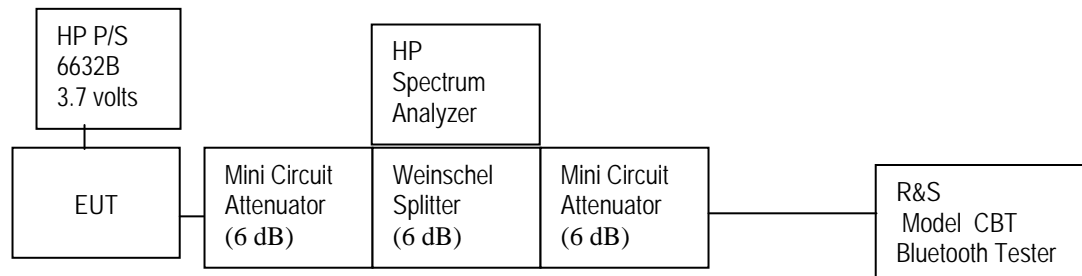 HP P/S
6632B
3.7 volts
HP
Spectrum
Analyzer
EUT
Mini Circuit
Attenuator
(6 dB)
Weinschel
Splitter
(6 dB)
Mini Circuit
Attenuator
(6 dB)
R&S
Model CBT
Bluetooth Tester